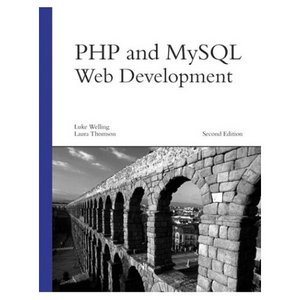 PHP and MySQL
Web Development
Luke Welling
Laura Thomson
Second Edition